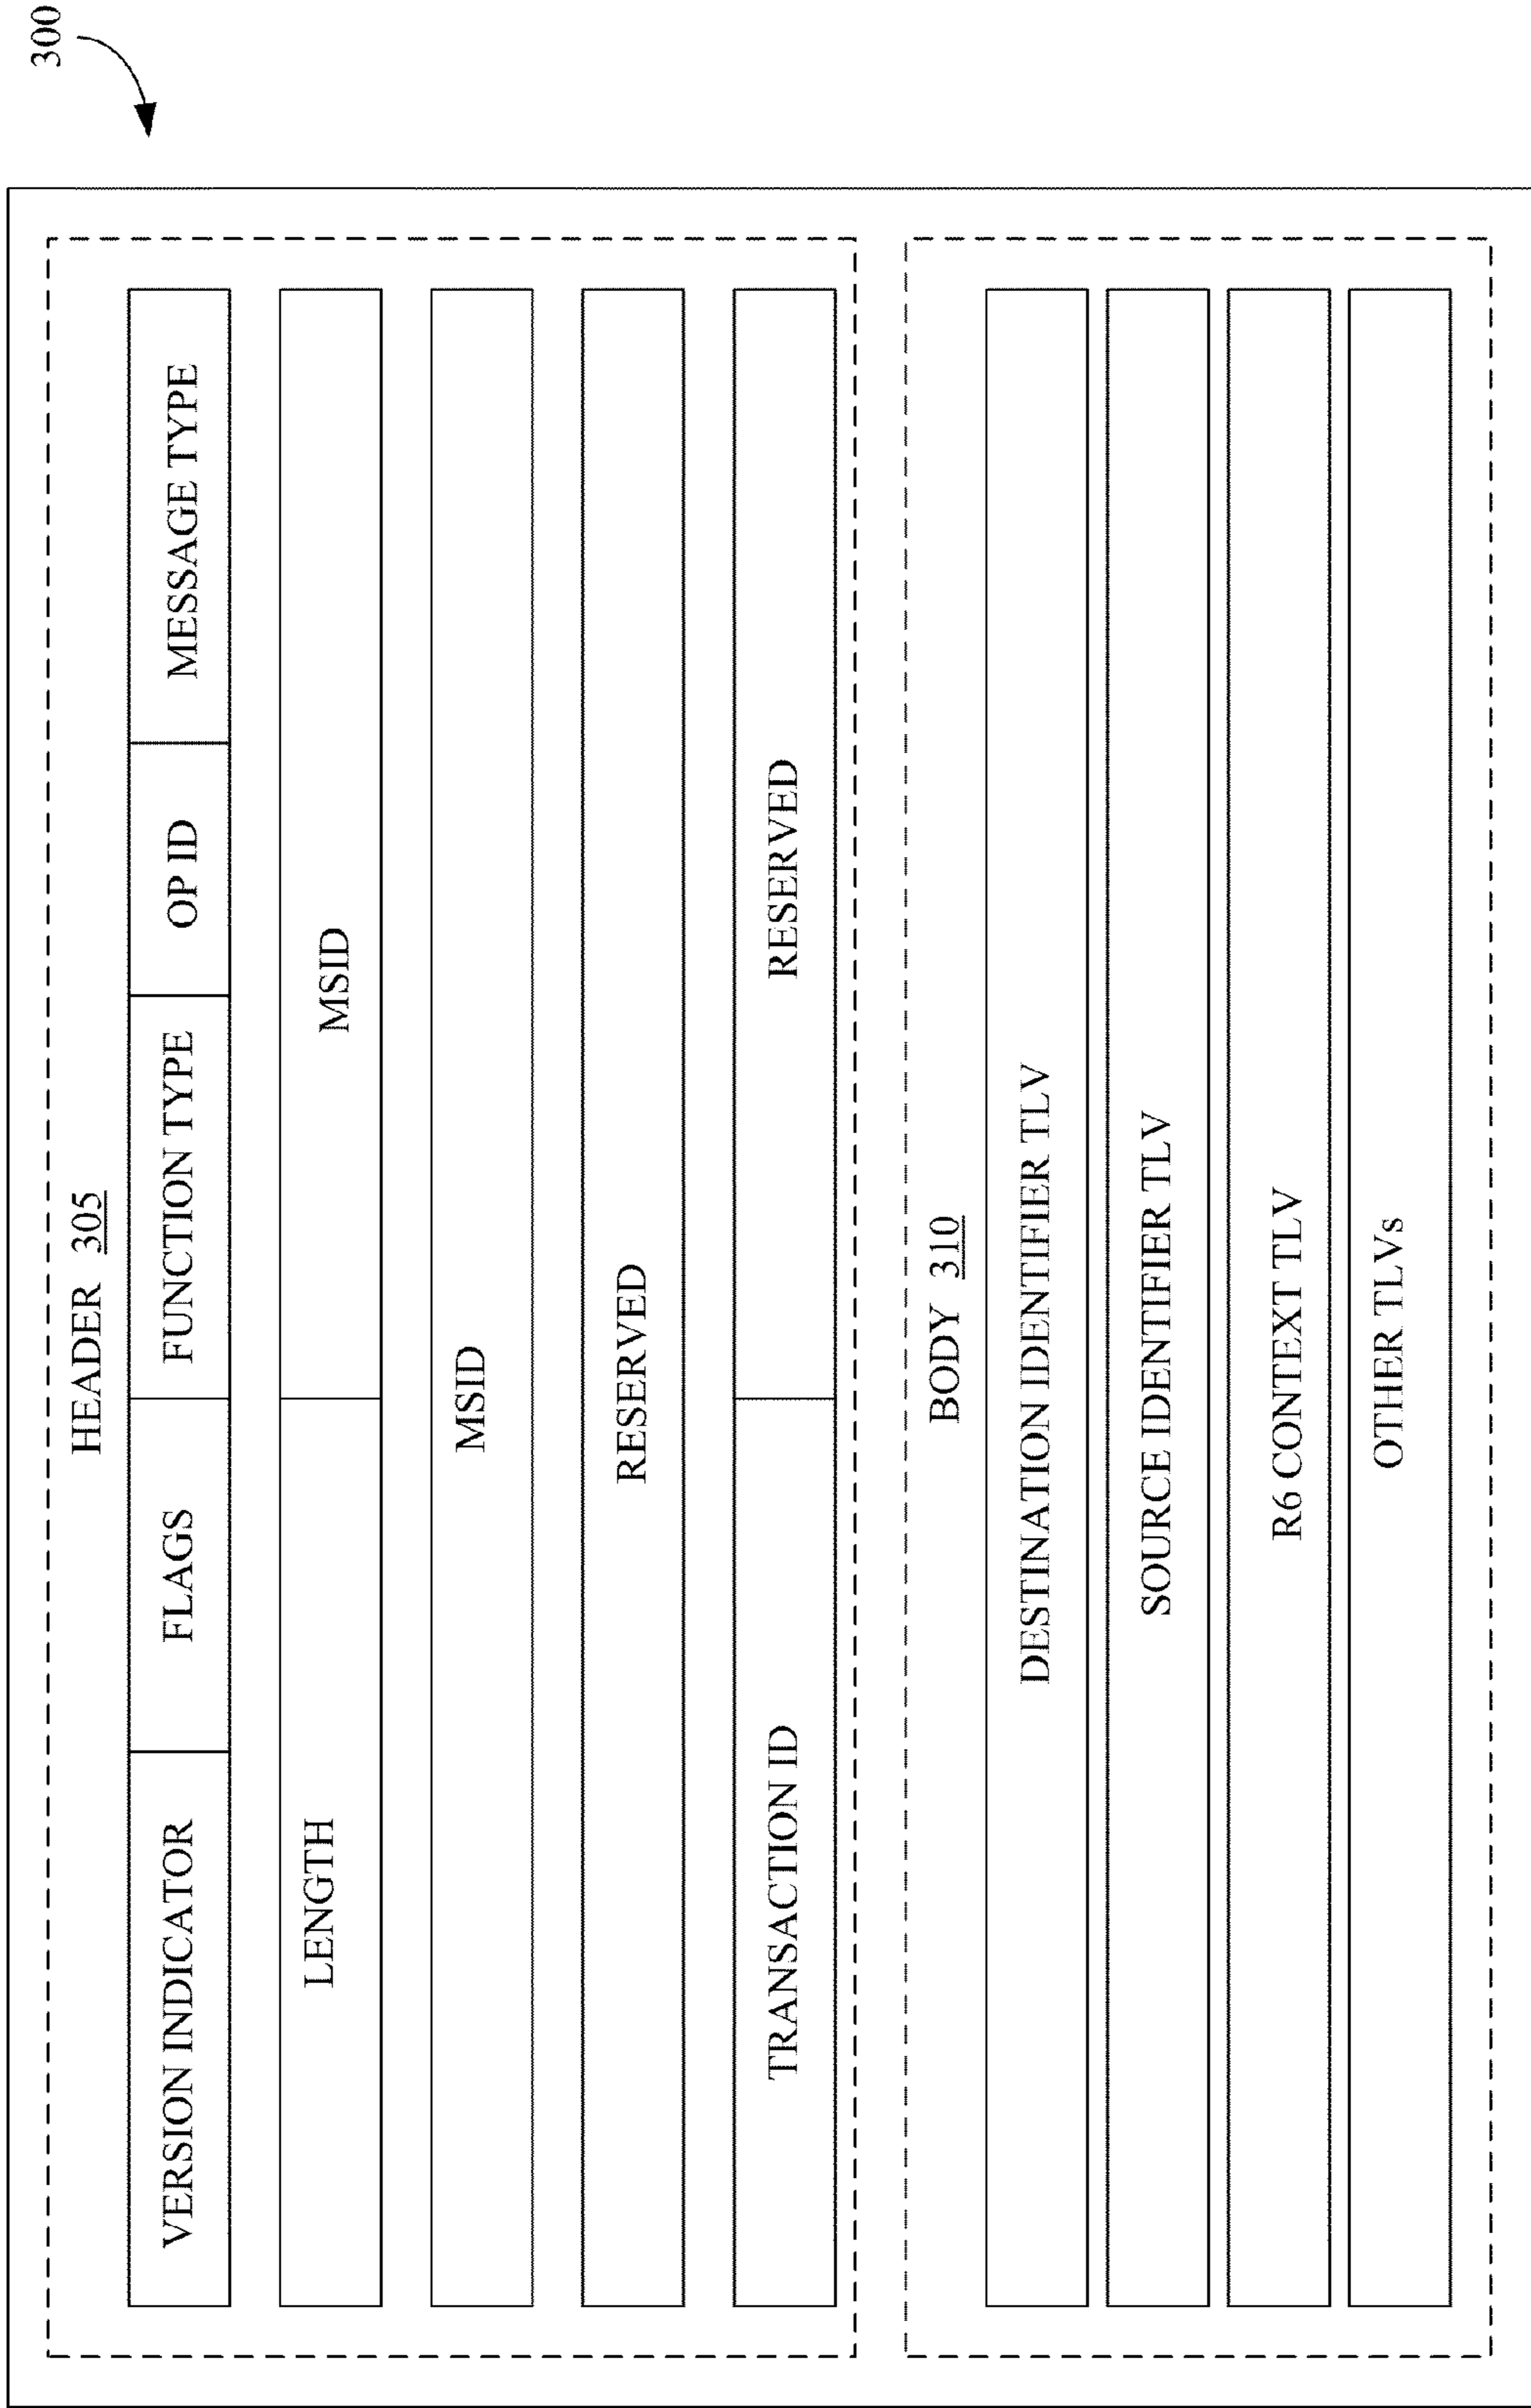 300
HEADER 305
VERSION INDICATOR FLAGS FUNCTION TYPE OP ID MESSAGE TYPE
LENGTH MSID
MSID
RESERVED
TRANSACTION ID RESERVED
BODY 310
DESTINATION IDENTIFIER TLV
SOURCE IDENTIFIER TLV
R6 CONTEXT TLV
OTHER TLVs